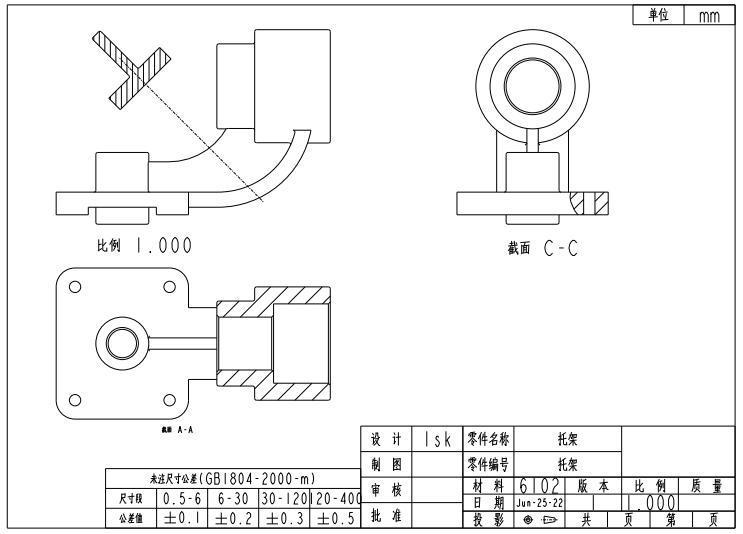 单位 mm
比例 1.000
截面 C-C
截面 A-A
设计 lsk 零件名称 托架
制图 零件编号 托架
审核 材料 6102 版本 比例 质量
日期 Jun-25-22 1.000
批准 投影 共 页 第 页
未注尺寸公差(GB1804-2000-m)
尺寸段 0.5-6 6-30 30-120 120-400
公差值 ±0.1 ±0.2 ±0.3 ±0.5